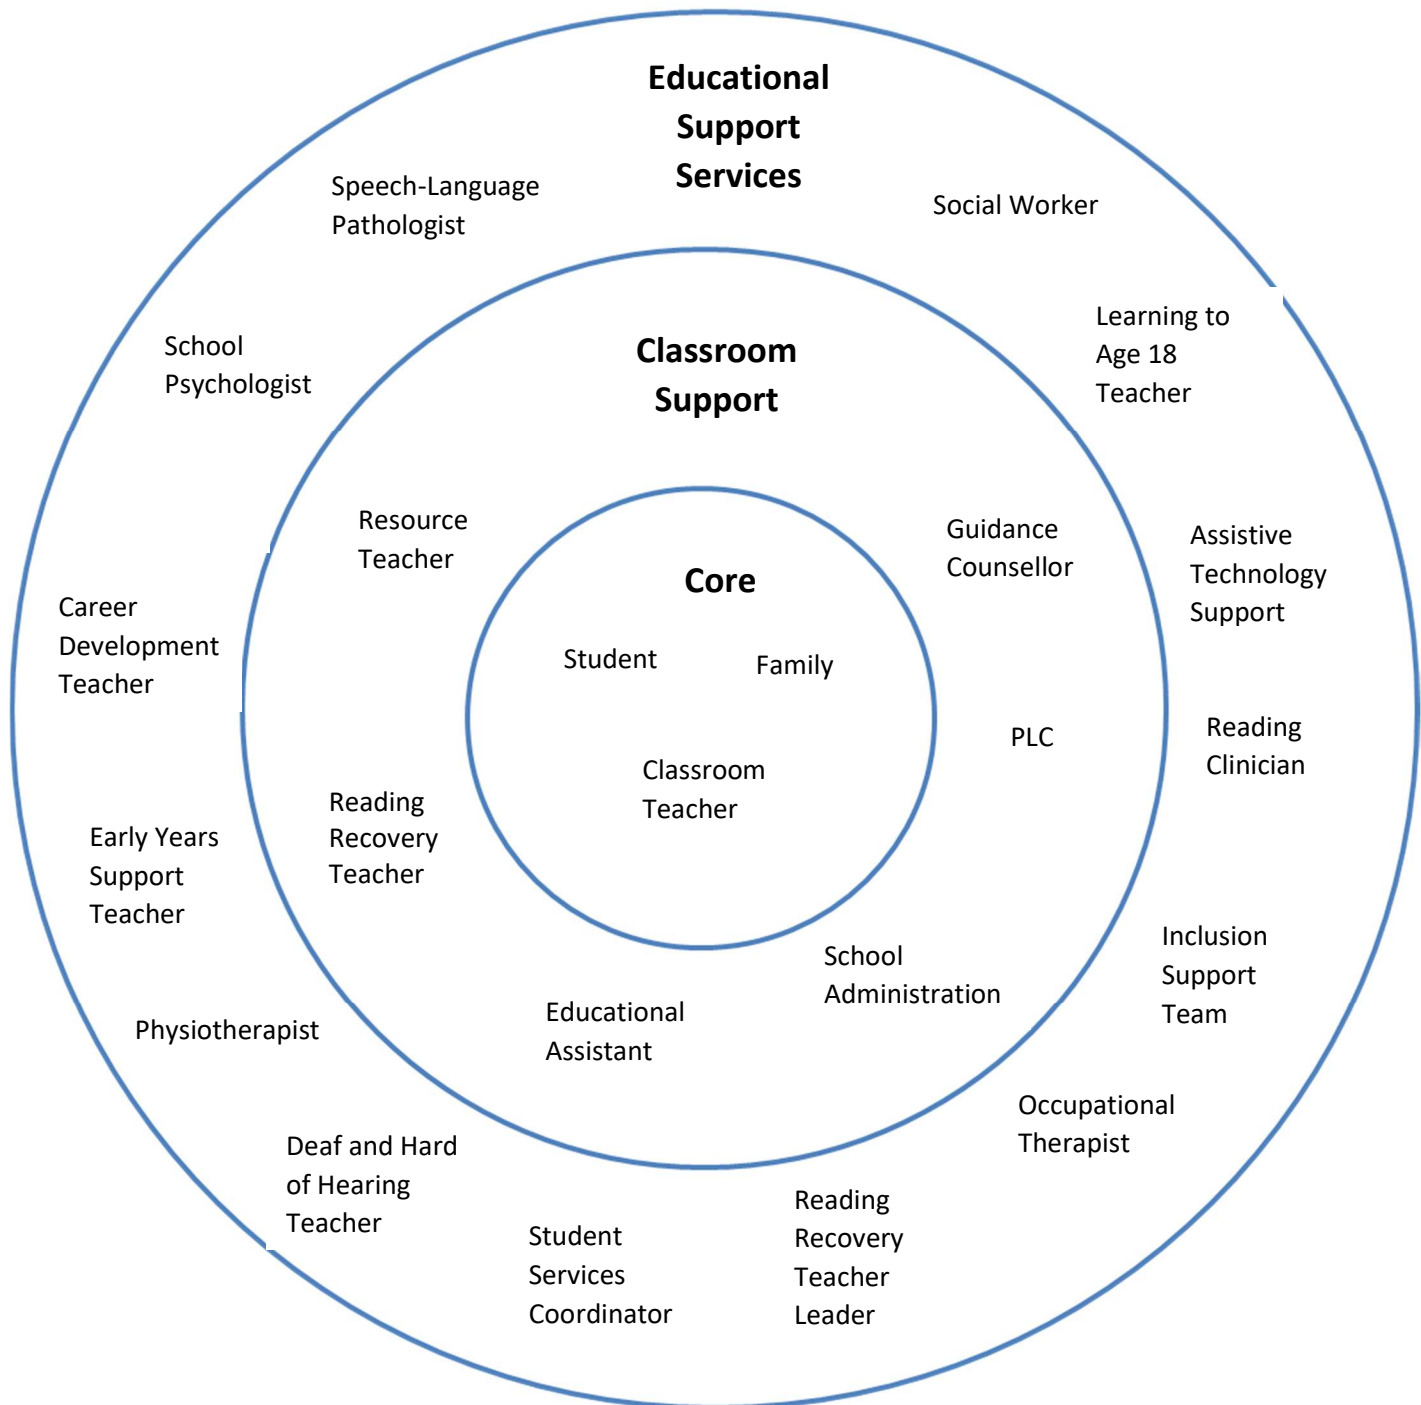 Educational
Support
Services
Speech-Language
Pathologist
Social Worker
School
Psychologist
Learning to
Age 18
Teacher
Classroom
Support
Resource
Teacher
Guidance
Counsellor
Assistive
Technology
Support
Core
Career
Development
Teacher
Student
Family
PLC
Reading
Clinician
Classroom
Teacher
Reading
Recovery
Teacher
Early Years
Support
Teacher
Inclusion
Support
Team
School
Administration
Educational
Assistant
Physiotherapist
Occupational
Therapist
Deaf and Hard
of Hearing
Teacher
Student
Services
Coordinator
Reading
Recovery
Teacher
Leader